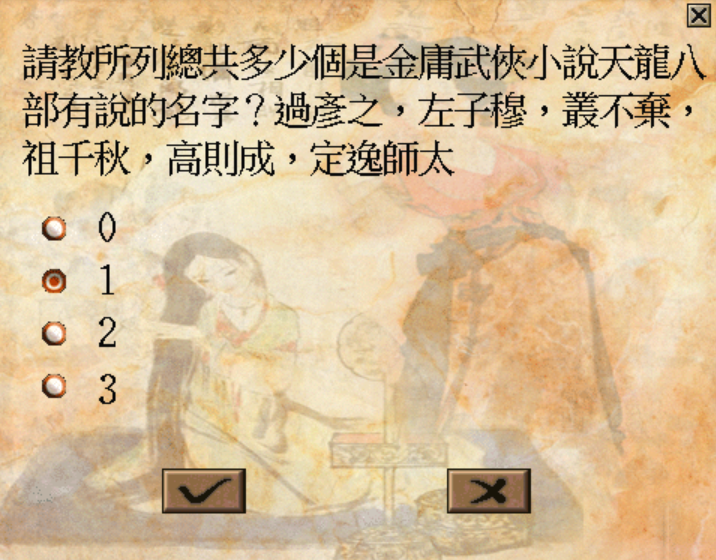 請教所列總共多少個是金庸武俠小說天龍八
部有說的名字？過彥之，左子穆，叢不棄，
祖千秋，高則成，定逸師太
0
1
2
3